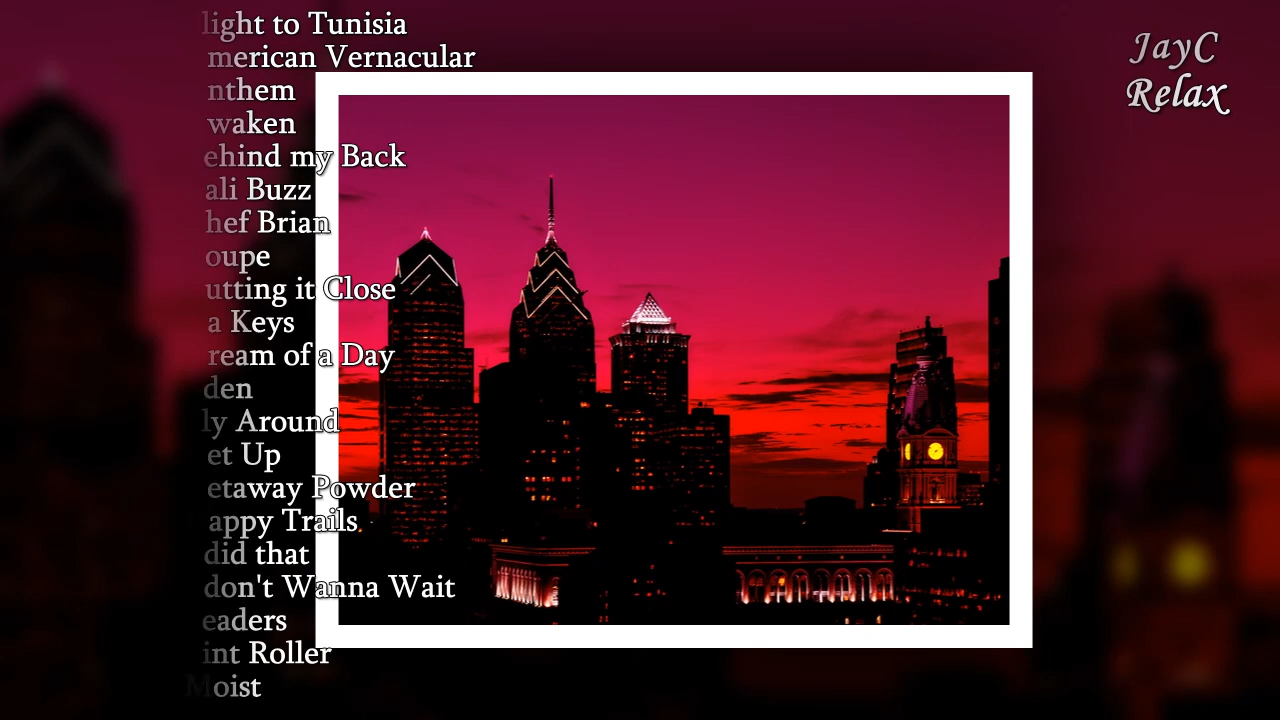 light to Tunisia
merican Vernacular
nthem
waken
ehind my Back
ali Buzz
hef Brian
oupe
utting it Close
a Keys
ream of a Day
den
ly Around
et Up
etaway Powder
appy Trails
did that
don't Wanna Wait
eaders
int Roller
Moist
JayC
Relax